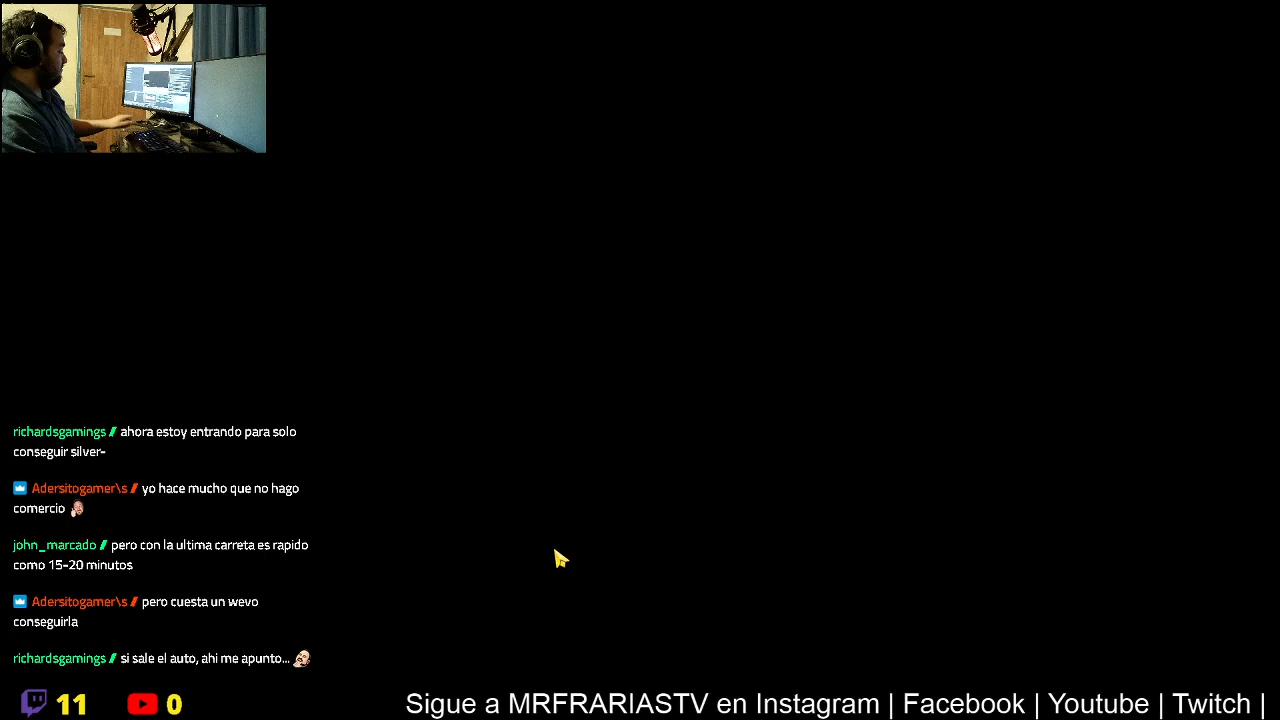 richardsgamings // ahora estoy entrando para solo
conseguir silver-
Adersitogamer\s // yo hace mucho que no hago
comercio
john_marcado // pero con la ultima carreta es rapido
como 15-20 minutos
Adersitogamer\s // pero cuesta un wevo
conseguirla
richardsgamings // si sale el auto, ahi me apunto...
11 0 Sigue a MRFRARIASTV en Instagram | Facebook | Youtube | Twitch |